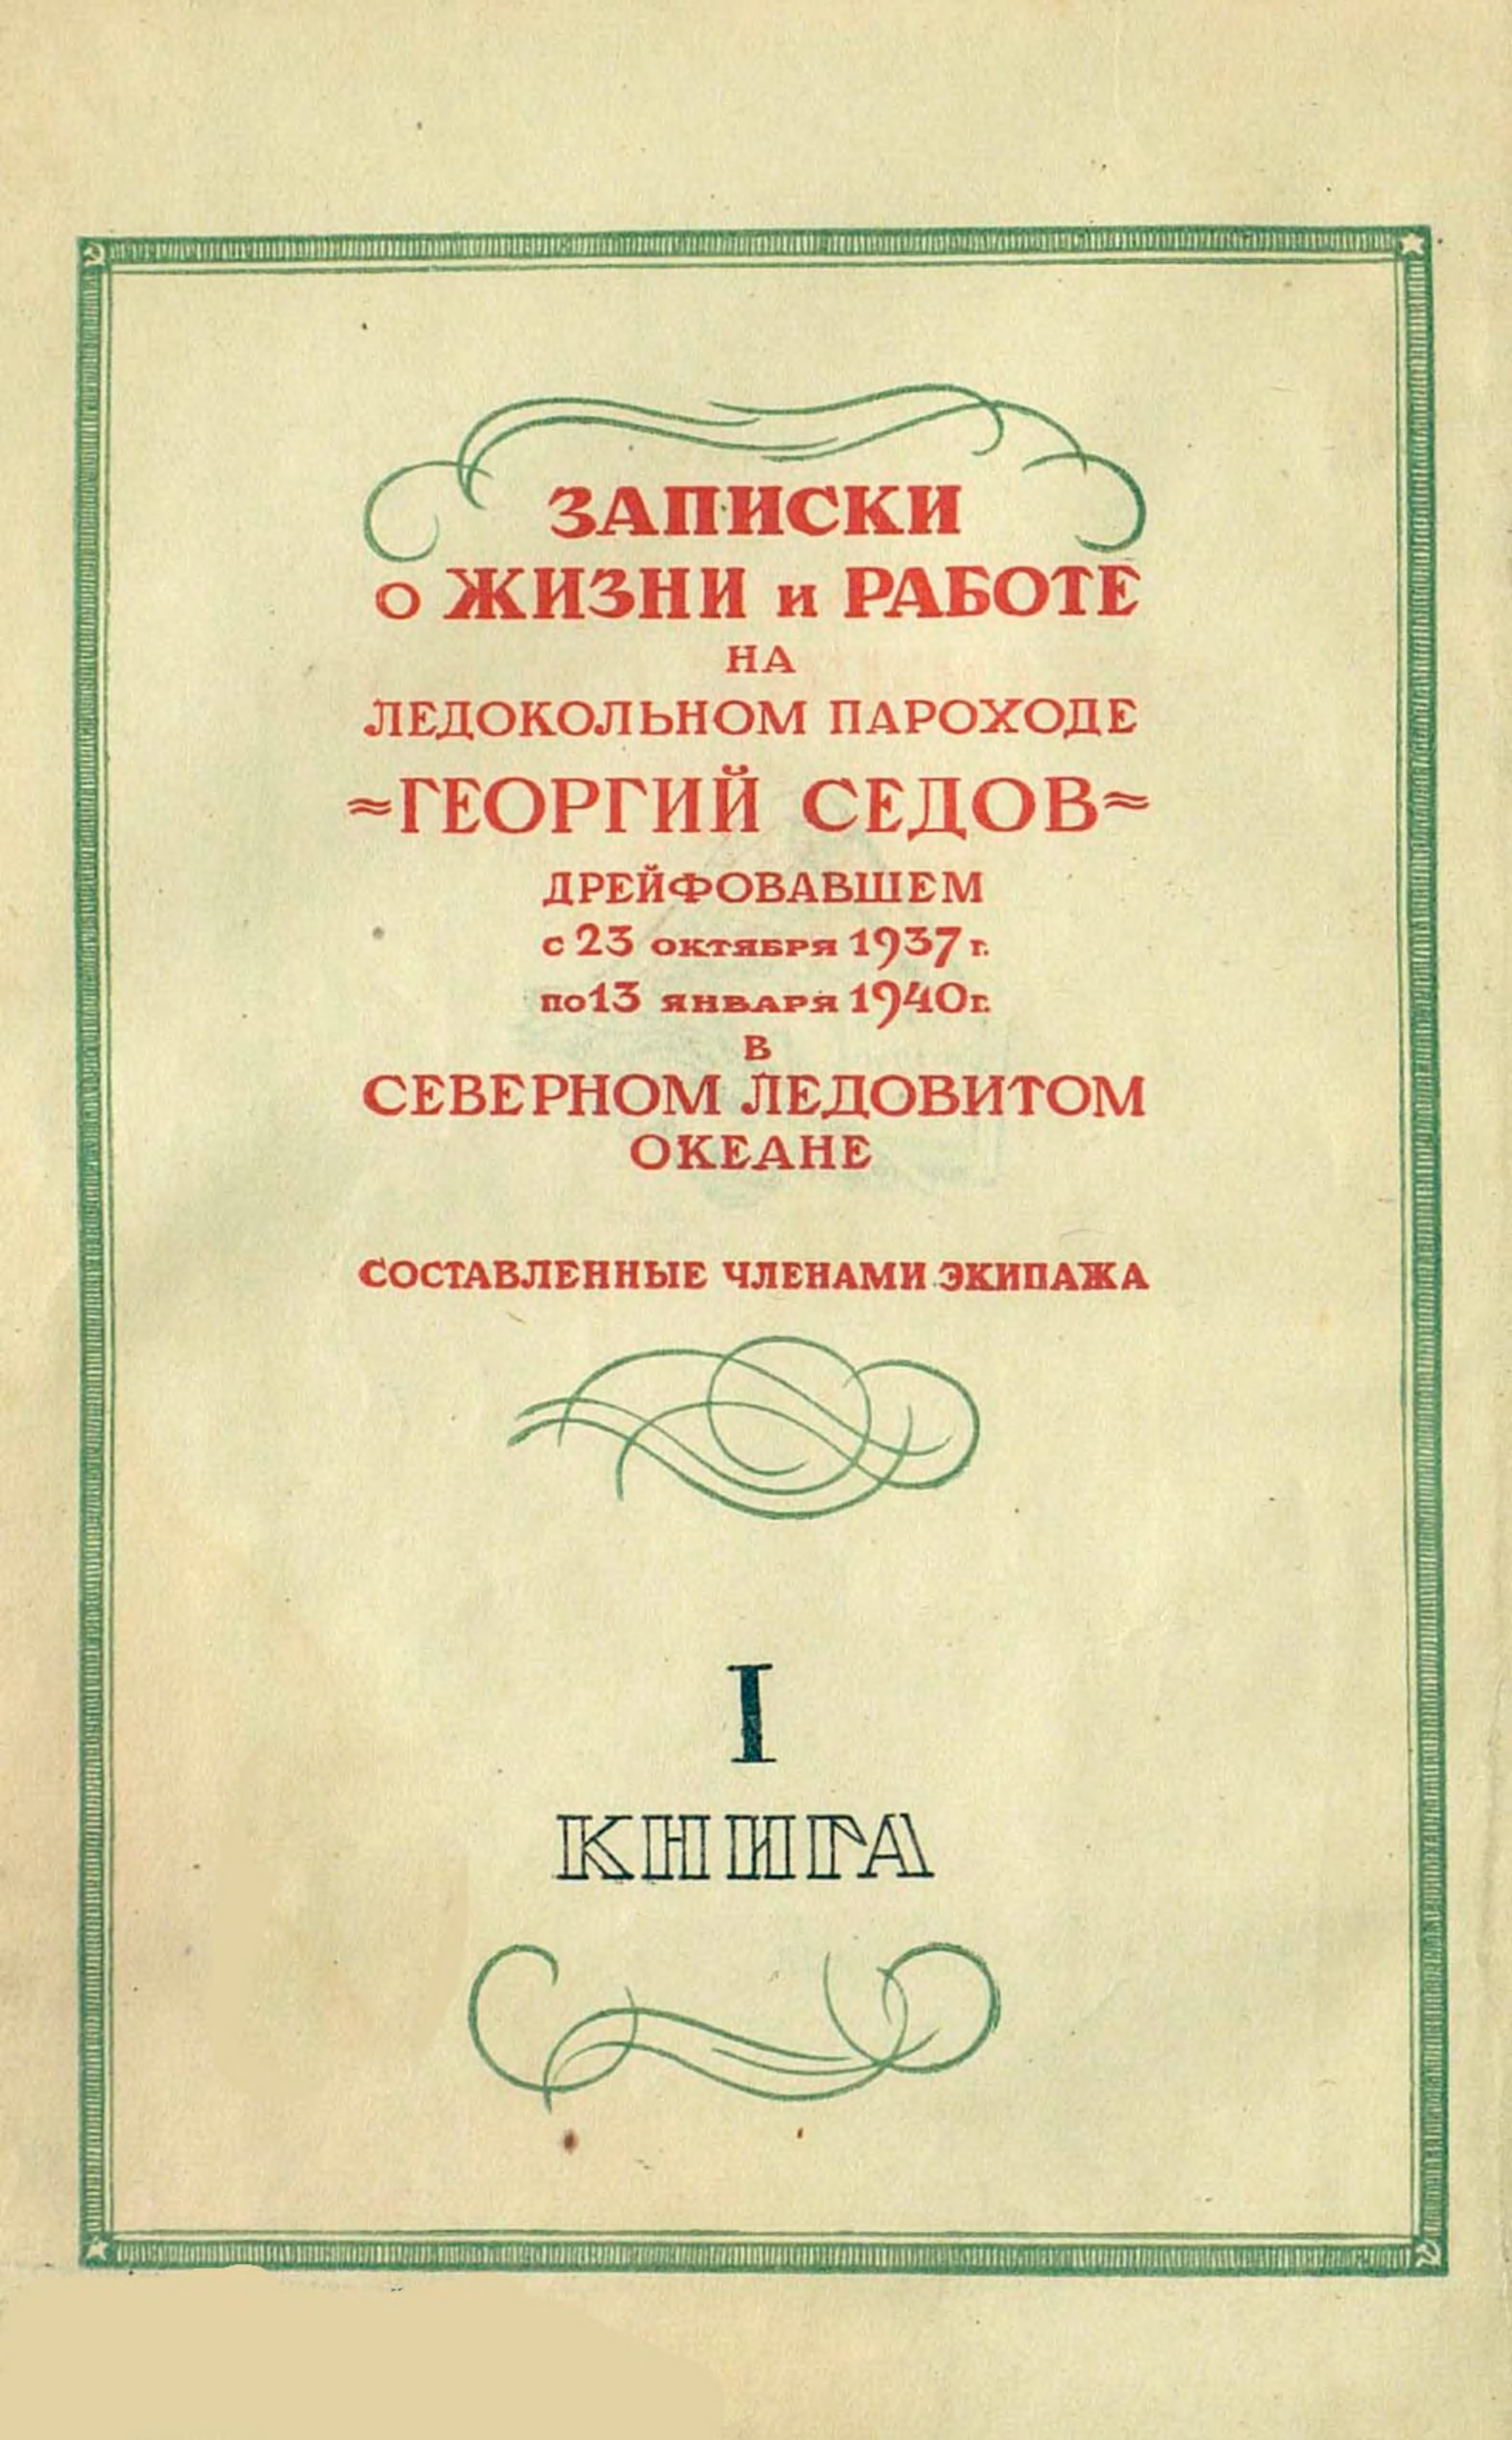 ЗАПИСКИ
О ЖИЗНИ и РАБОТЕ
НА
ЛЕДОКОЛЬНОМ ПАРОХОДЕ
≈ГЕОРГИЙ СЕДОВ≈
ДРЕЙФОВАВШЕМ
с 23 октября 1937 г.
по 13 января 1940 г.
В
СЕВЕРНОМ ЛЕДОВИТОМ
ОКЕАНЕ
СОСТАВЛЕННЫЕ ЧЛЕНАМИ ЭКИПАЖА
I
КНИГА